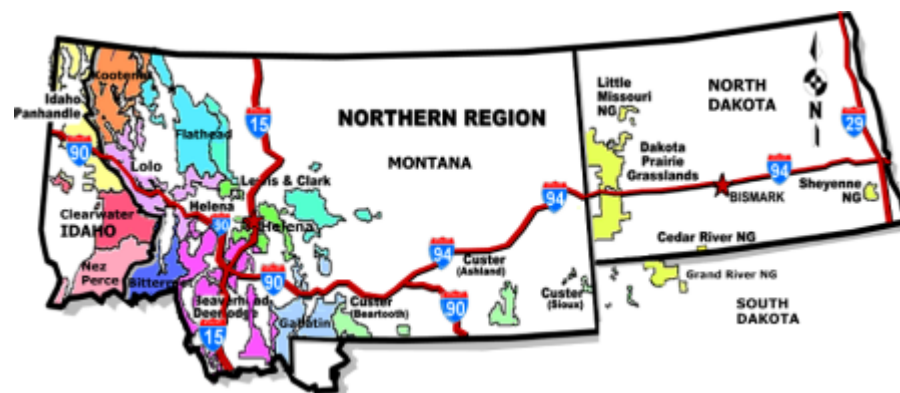 Kootenai
Idaho
Panhandle
90
Lolo
Flathead
15
Lewis & Clark
Helena
90
Helena
Clearwater
IDAHO
Nez
Perce
Bitterroot
Beaverhead
Deerlodge
15
90
Gallatin
NORTHERN REGION
MONTANA
94
94
Custer
(Ashland)
Custer
(Beartooth)
90
Custer
(Sioux)
Little
Missouri
NG
NORTH
DAKOTA
N
29
Dakota
Prairie
Grasslands
94
BISMARK
Sheyenne
NG
Cedar River NG
Grand River NG
SOUTH
DAKOTA